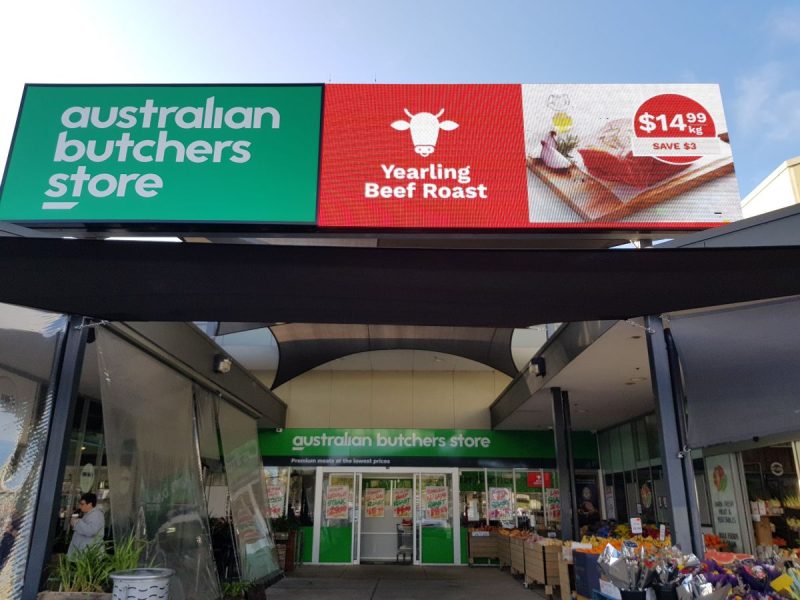 australian
butchers
store
Yearling
Beef Roast
$14.99
kg
SAVE $3
australian butchers store
Premium meats at the lowest prices